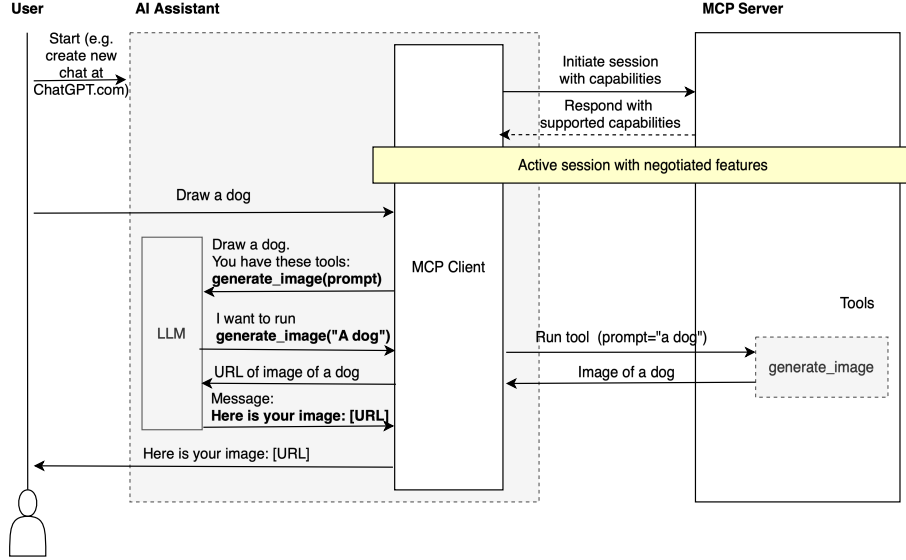 User
AI Assistant
MCP Server
Start (e.g.
create new
chat at
ChatGPT.com)
Initiate session
with capabilities
Respond with
supported capabilities
Active session with negotiated features
Draw a dog
Draw a dog.
You have these tools:
generate_image(prompt)
MCP Client
LLM
I want to run
generate_image("A dog")
Tools
Run tool (prompt="a dog")
generate_image
URL of image of a dog
Image of a dog
Message:
Here is your image: [URL]
Here is your image: [URL]